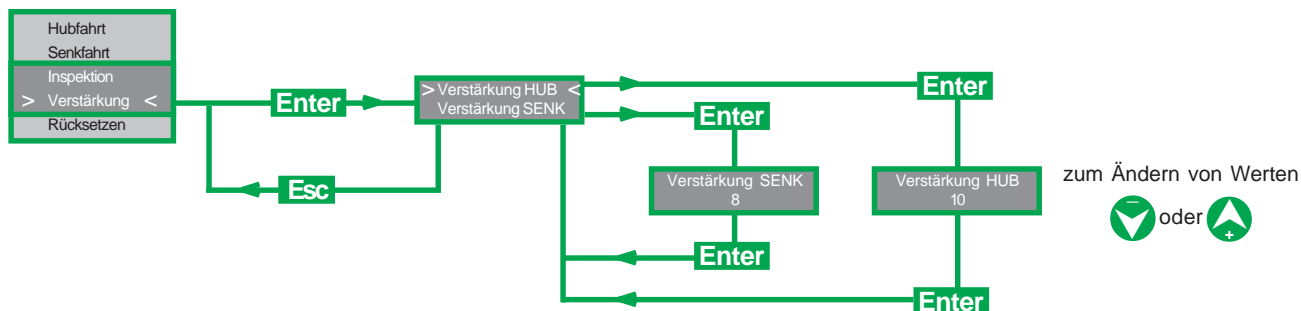 Hubfahrt
Senkfahrt
Inspektion
> Verstärkung <
Rücksetzen
Enter
Esc
> Verstärkung HUB <
Verstärkung SENK
Enter
Verstärkung SENK
8
Enter
Enter
Verstärkung HUB
10
Enter
zum Ändern von Werten
− oder +